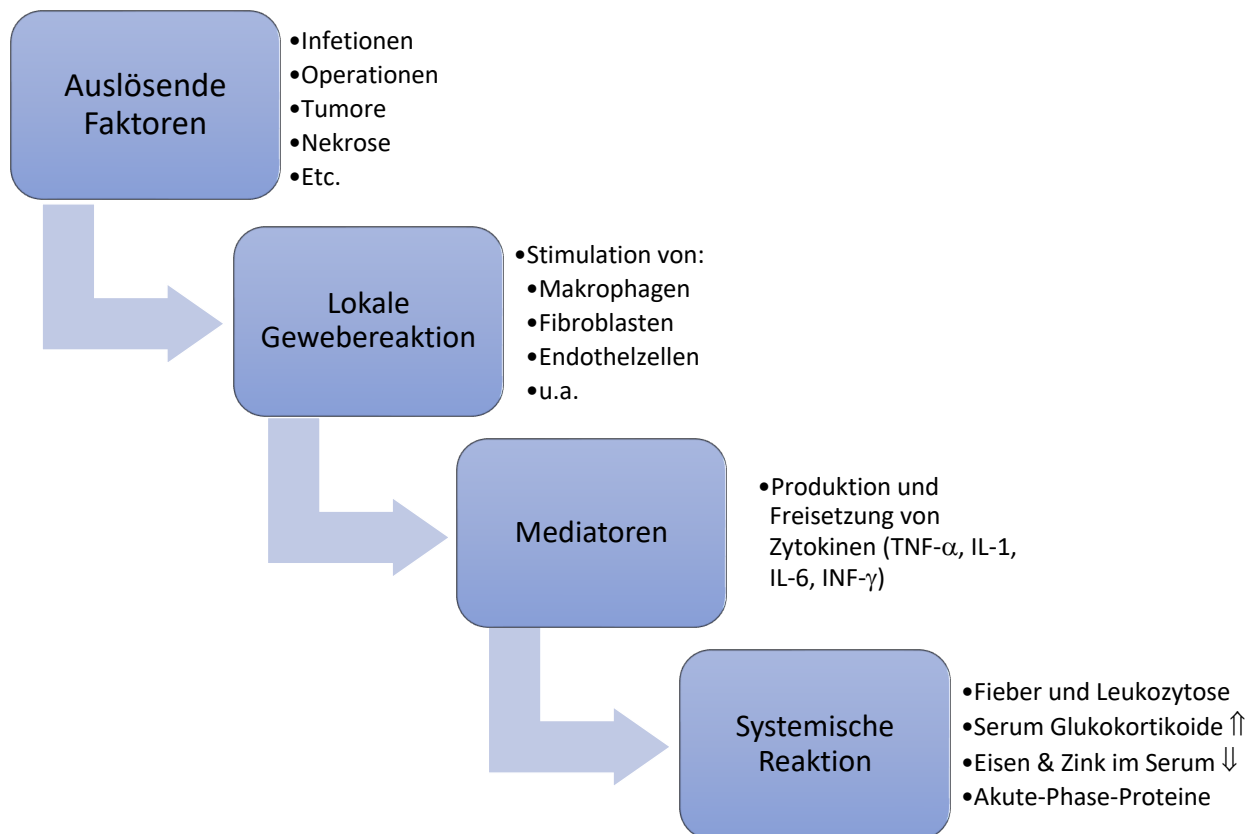 Auslösende
Faktoren
•Infetionen
•Operationen
•Tumore
•Nekrose
•Etc.
Lokale
Gewebereaktion
•Stimulation von:
•Makrophagen
•Fibroblasten
•Endothelzellen
•u.a.
Mediatoren
•Produktion und
Freisetzung von
Zytokinen (TNF-α, IL-1,
IL-6, INF-γ)
Systemische
Reaktion
•Fieber und Leukozytose
•Serum Glukokortikoide ⇑
•Eisen & Zink im Serum ⇓
•Akute-Phase-Proteine